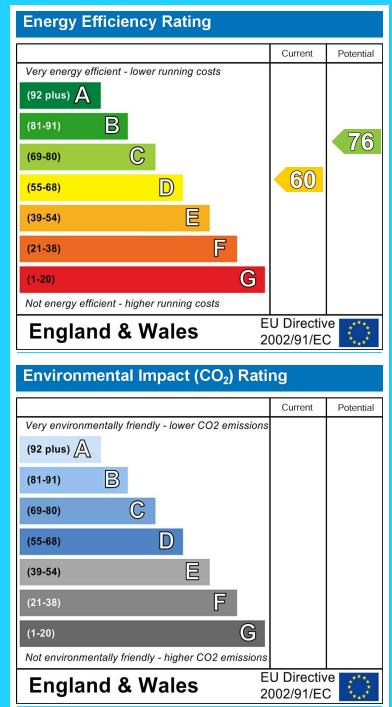 Energy Efficiency Rating
Current Potential
Very energy efficient - lower running costs
(92 plus) A
(81-91) B
76
(69-80) C
(55-68) D
60
(39-54) E
(21-38) F
(1-20) G
Not energy efficient - higher running costs
England & Wales
EU Directive
2002/91/EC
Environmental Impact (CO₂) Rating
Current Potential
Very environmentally friendly - lower CO2 emissions
(92 plus) A
(81-91) B
(69-80) C
(55-68) D
(39-54) E
(21-38) F
(1-20) G
Not environmentally friendly - higher CO2 emissions
England & Wales
EU Directive
2002/91/EC